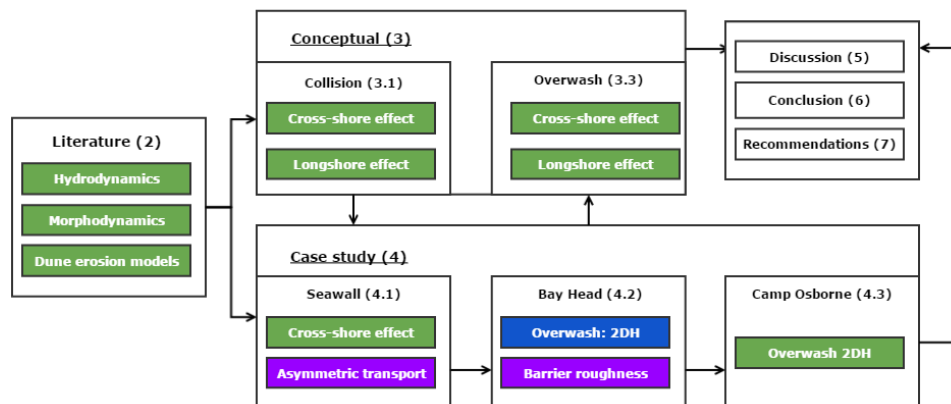 Literature (2)
Hydrodynamics
Morphodynamics
Dune erosion models
Conceptual (3)
Collision (3.1)
Cross-shore effect
Longshore effect
Overwash (3.3)
Cross-shore effect
Longshore effect
Case study (4)
Seawall (4.1)
Cross-shore effect
Asymmetric transport
Bay Head (4.2)
Overwash: 2DH
Barrier roughness
Camp Osborne (4.3)
Overwash 2DH
Discussion (5)
Conclusion (6)
Recommendations (7)